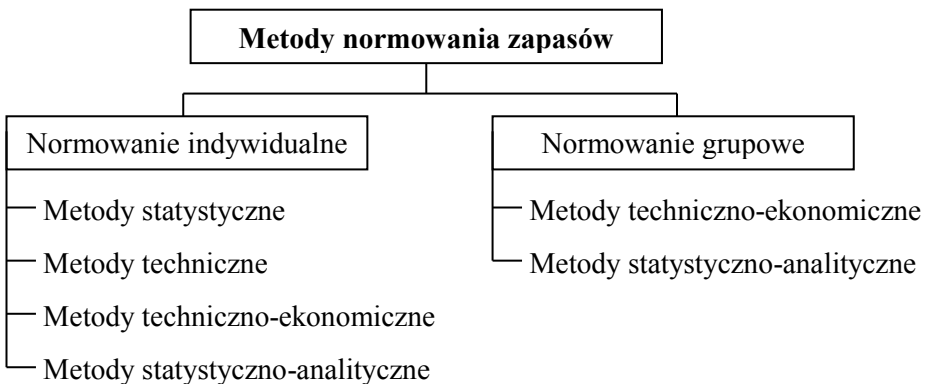 Metody normowania zapasów
Normowanie indywidualne
Metody statystyczne
Metody techniczne
Metody techniczno-ekonomiczne
Metody statystyczno-analityczne
Normowanie grupowe
Metody techniczno-ekonomiczne
Metody statystyczno-analityczne